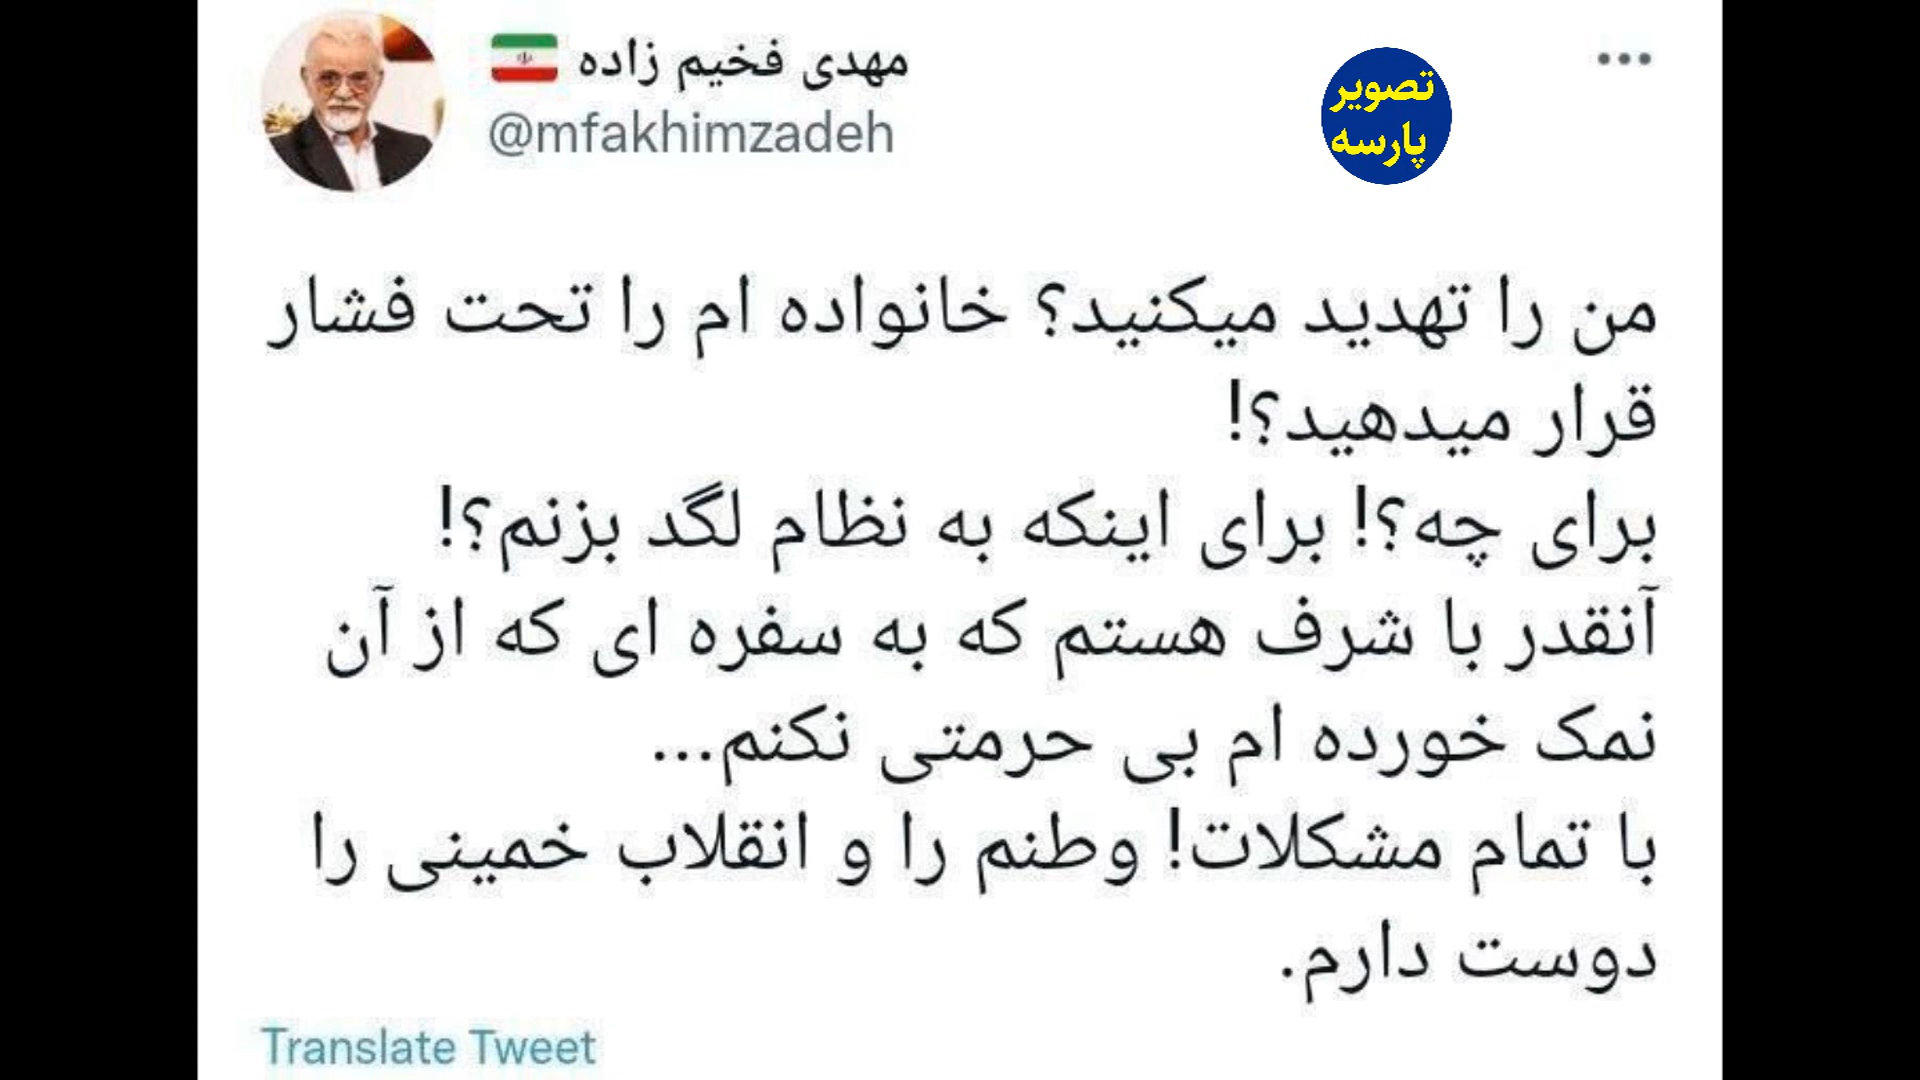 مهدی فخیم زاده
@mfakhimzadeh
تصویر
پارسه
من را تهدید میکنید؟ خانواده ام را تحت فشار
قرار میدهید؟!
برای چه؟! برای اینکه به نظام لگد بزنم؟!
آنقدر با شرف هستم که به سفره ای که از آن
نمک خورده ام بی حرمتی نکنم...
با تمام مشکلات! وطنم را و انقلاب خمینی را
دوست دارم.
Translate Tweet